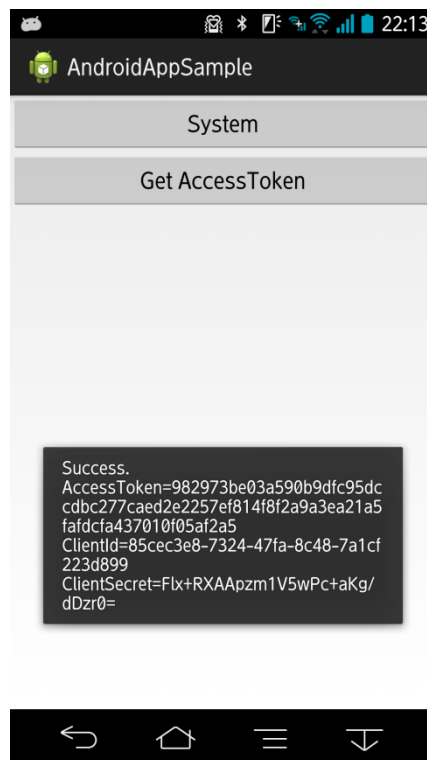 22:13
AndroidAppSample
System
Get AccessToken
Success.
AccessToken=982973be03a590b9dfc95dc
cdbc277caed2e2257ef814f8f2a9a3ea21a5
fafdcfa437010f05af2a5
ClientId=85cec3e8-7324-47fa-8c48-7a1cf
223d899
ClientSecret=Flx+RXAApzm1V5wPc+aKg/
dDzr0=